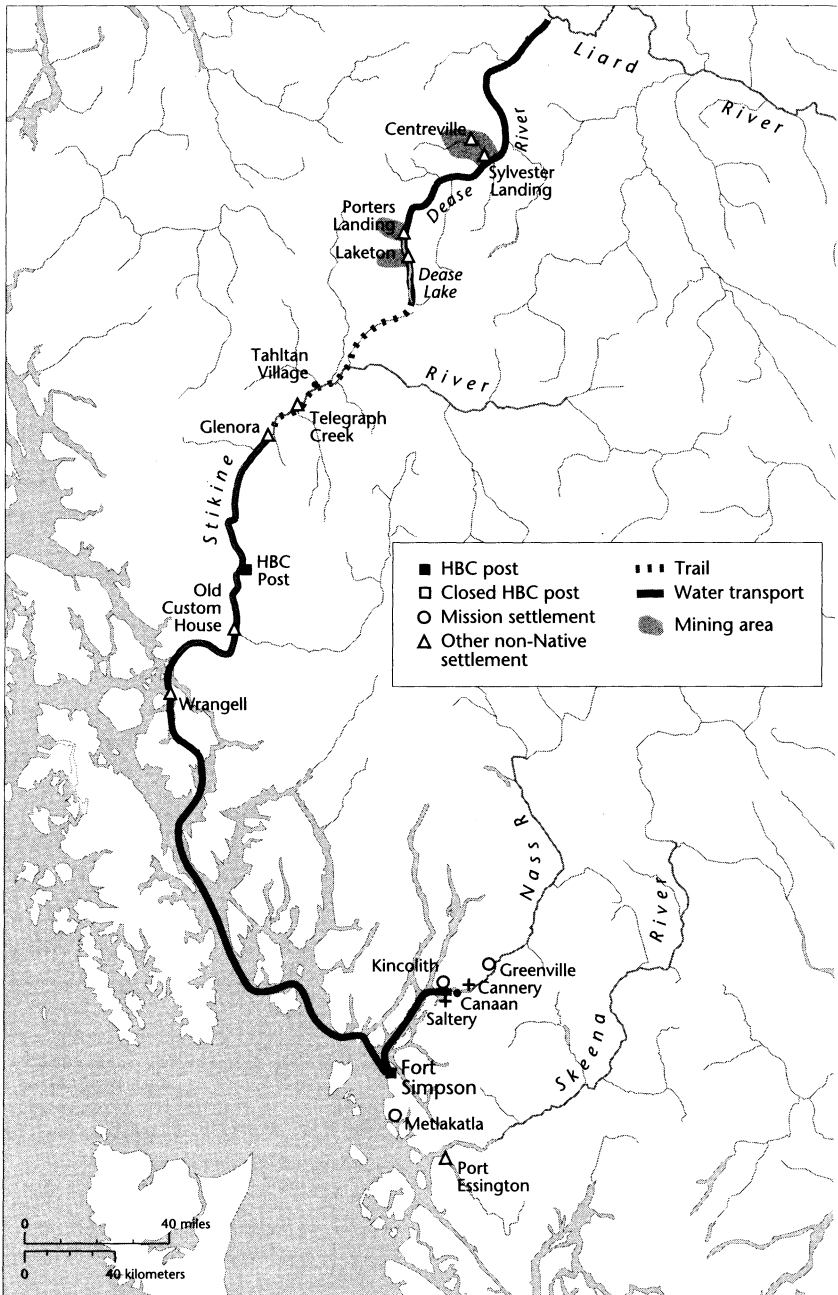 Liard
River
Centreville
River
Sylvester
Landing
Dease
Porters
Landing
Laketon
Dease
Lake
Tahltan
Village
River
Telegraph
Creek
Glenora
Stikine
HBC
Post
Old
Custom
House
Wrangell
HBC post
Closed HBC post
Mission settlement
Other non-Native
settlement
Trail
Water transport
Mining area
Nass R
River
Skeena
Kincolith
Greenville
Cannery
Canaan
Saltery
Fort
Simpson
Metlakatla
Port
Essington
0 40 miles
0 40 kilometers